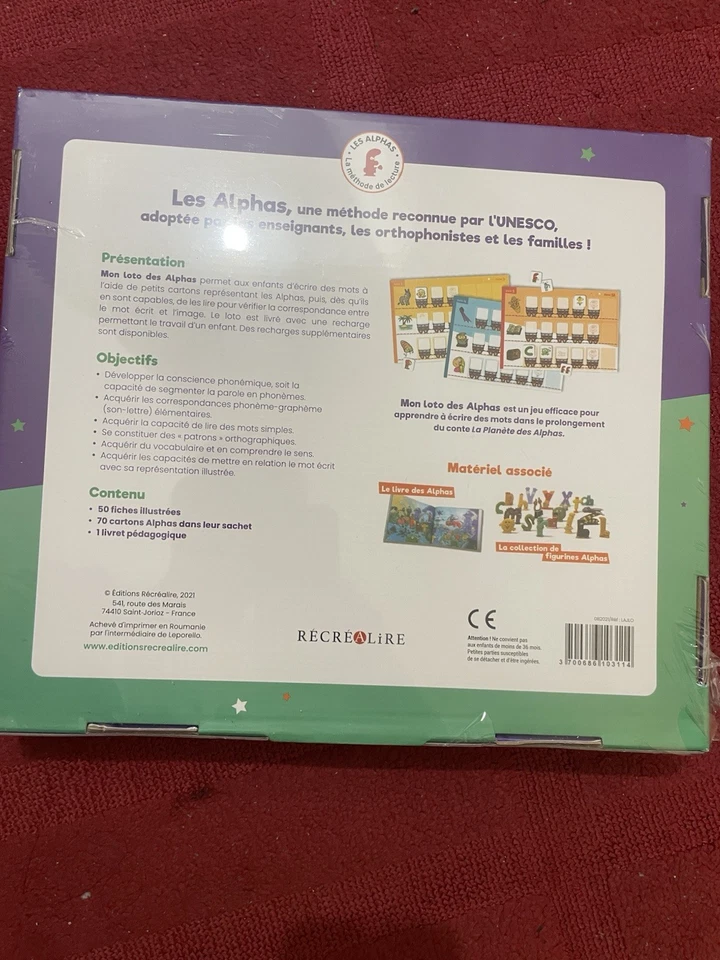 LES ALPHAS
La méthode de lecture
Les Alphas, une méthode reconnue par l'UNESCO,
adoptée par les enseignants, les orthophonistes et les familles !
Présentation
Mon loto des Alphas permet aux enfants d'écrire des mots à
l'aide de petits cartons représentant les Alphas, puis, dès qu'ils
en sont capables, de les lire pour vérifier la correspondance entre
le mot écrit et l'image. Le loto est livré avec une recharge
permettant le travail d'un enfant. Des recharges supplémentaires
sont disponibles.
Objectifs
• Développer la conscience phonémique, soit la
capacité de segmenter la parole en phonèmes.
• Acquérir les correspondances phonème-graphème
(son-lettre) élémentaires.
• Acquérir la capacité de lire des mots simples.
• Se constituer des « patrons » orthographiques.
• Acquérir du vocabulaire et en comprendre le sens.
• Acquérir les capacités de mettre en relation le mot écrit
avec sa représentation illustrée.
Contenu
• 50 fiches illustrées
• 70 cartons Alphas dans leur sachet
• 1 livret pédagogique
Mon loto des Alphas est un jeu efficace pour
apprendre à écrire des mots dans le prolongement
du conte La Planète des Alphas.
Matériel associé
Le livre des Alphas
La collection de
figurines Alphas
© Éditions Récréalire, 2021
541, route des Marais
74410 Saint-Jorioz - France
Achevé d'imprimer en Roumanie
par l'intermédiaire de Leporello.
www.editionsrecrealire.com
RÉCRÉALiRE
CE
Attention ! Ne convient pas
aux enfants de moins de 36 mois.
Petites parties susceptibles
de se détacher et d'être ingérées.
3 700686 103114